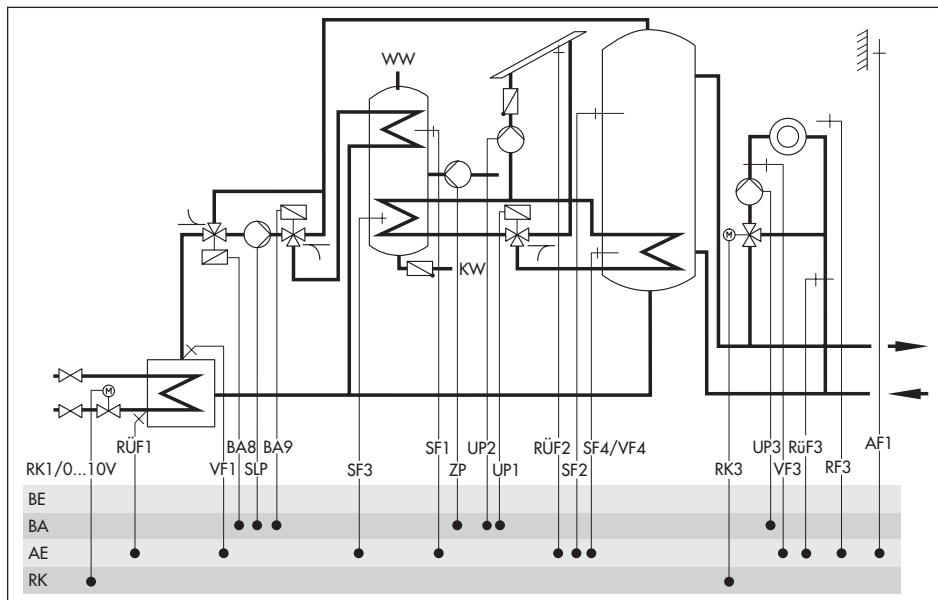 WW
KW
M
M
RÜF1 BA8 BA9 SF1 UP2 RÜF2 SF4/VF4 UP3 RüF3 AF1
RK1/0...10V VF1 SLP SF3 ZP UP1 SF2 RK3 VF3 RF3
BE
BA
AE
RK